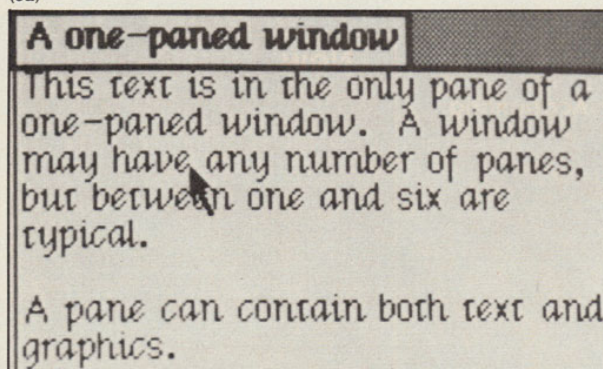 A one-paned window
This text is in the only pane of a
one-paned window. A window
may have any number of panes,
but between one and six are
typical.
A pane can contain both text and
graphics.